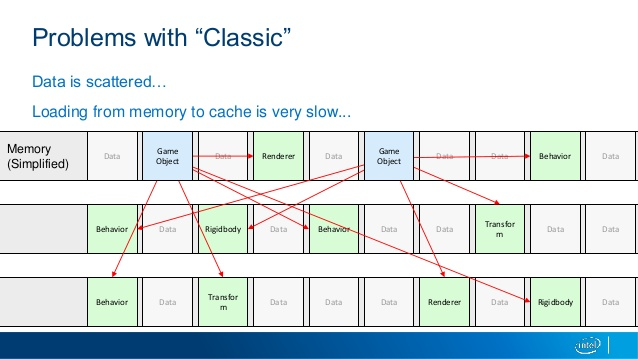 Problems with “Classic”
Data is scattered…
Loading from memory to cache is very slow...
Memory
(Simplified)
Data
Game
Object
Data
Renderer
Data
Game
Object
Data
Data
Behavior
Data
Behavior
Data
Rigidbody
Data
Behavior
Data
Data
Transfor
m
Data
Data
Behavior
Data
Transfor
m
Data
Data
Data
Renderer
Data
Rigidbody
Data
intel